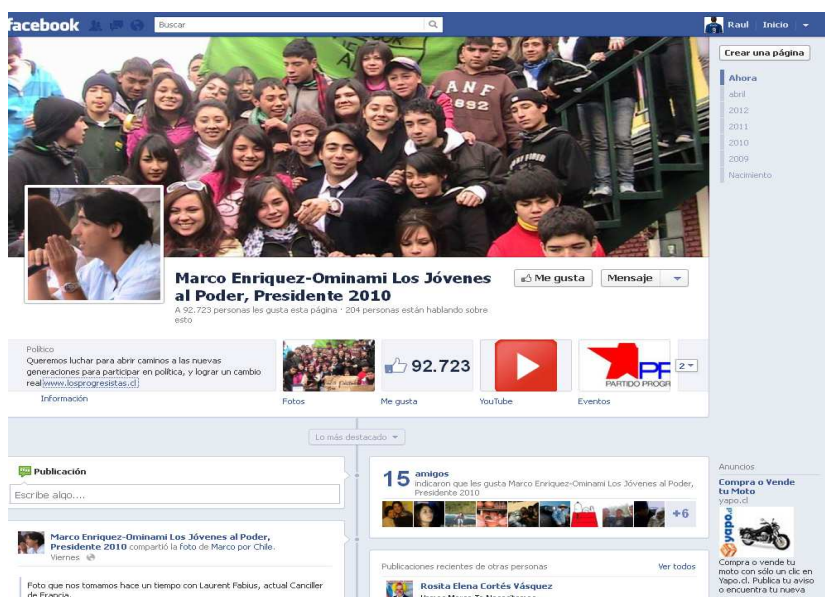 facebook
Buscar
Raul
Inicio
Crear una página
Ahora
abril
2012
2011
2010
2009
Nacimiento
ANF
1892
Marco Enriquez-Ominami Los Jóvenes
al Poder, Presidente 2010
A 92.723 personas les gusta esta página · 204 personas están hablando sobre
esto
Me gusta
Mensaje
Político
Queremos luchar para abrir caminos a las nuevas
generaciones para participar en política, y lograr un cambio
real www.losprogresistas.cl
Información
Fotos
92.723
Me gusta
YouTube
PF
PARTIDO PROGR
Eventos
2
Lo más destacado
Publicación
Escribe algo....
Marco Enriquez-Ominami Los Jóvenes al Poder,
Presidente 2010 compartió la foto de Marco por Chile.
Viernes
Foto que nos tomamos hace un tiempo con Laurent Fabius, actual Canciller
de Francia.
15 amigos
indicaron que les gusta Marco Enriquez-Ominami Los Jóvenes al Poder,
Presidente 2010
+6
Publicaciones recientes de otras personas
Ver todos
Rosita Elena Cortés Vásquez
Anuncios
Compra o Vende
tu Moto
yapo.cl
yapo.cl
Compra o vende tu
moto con sólo un clic en
Yapo.cl. Publica tu aviso
o encuentra tu nueva